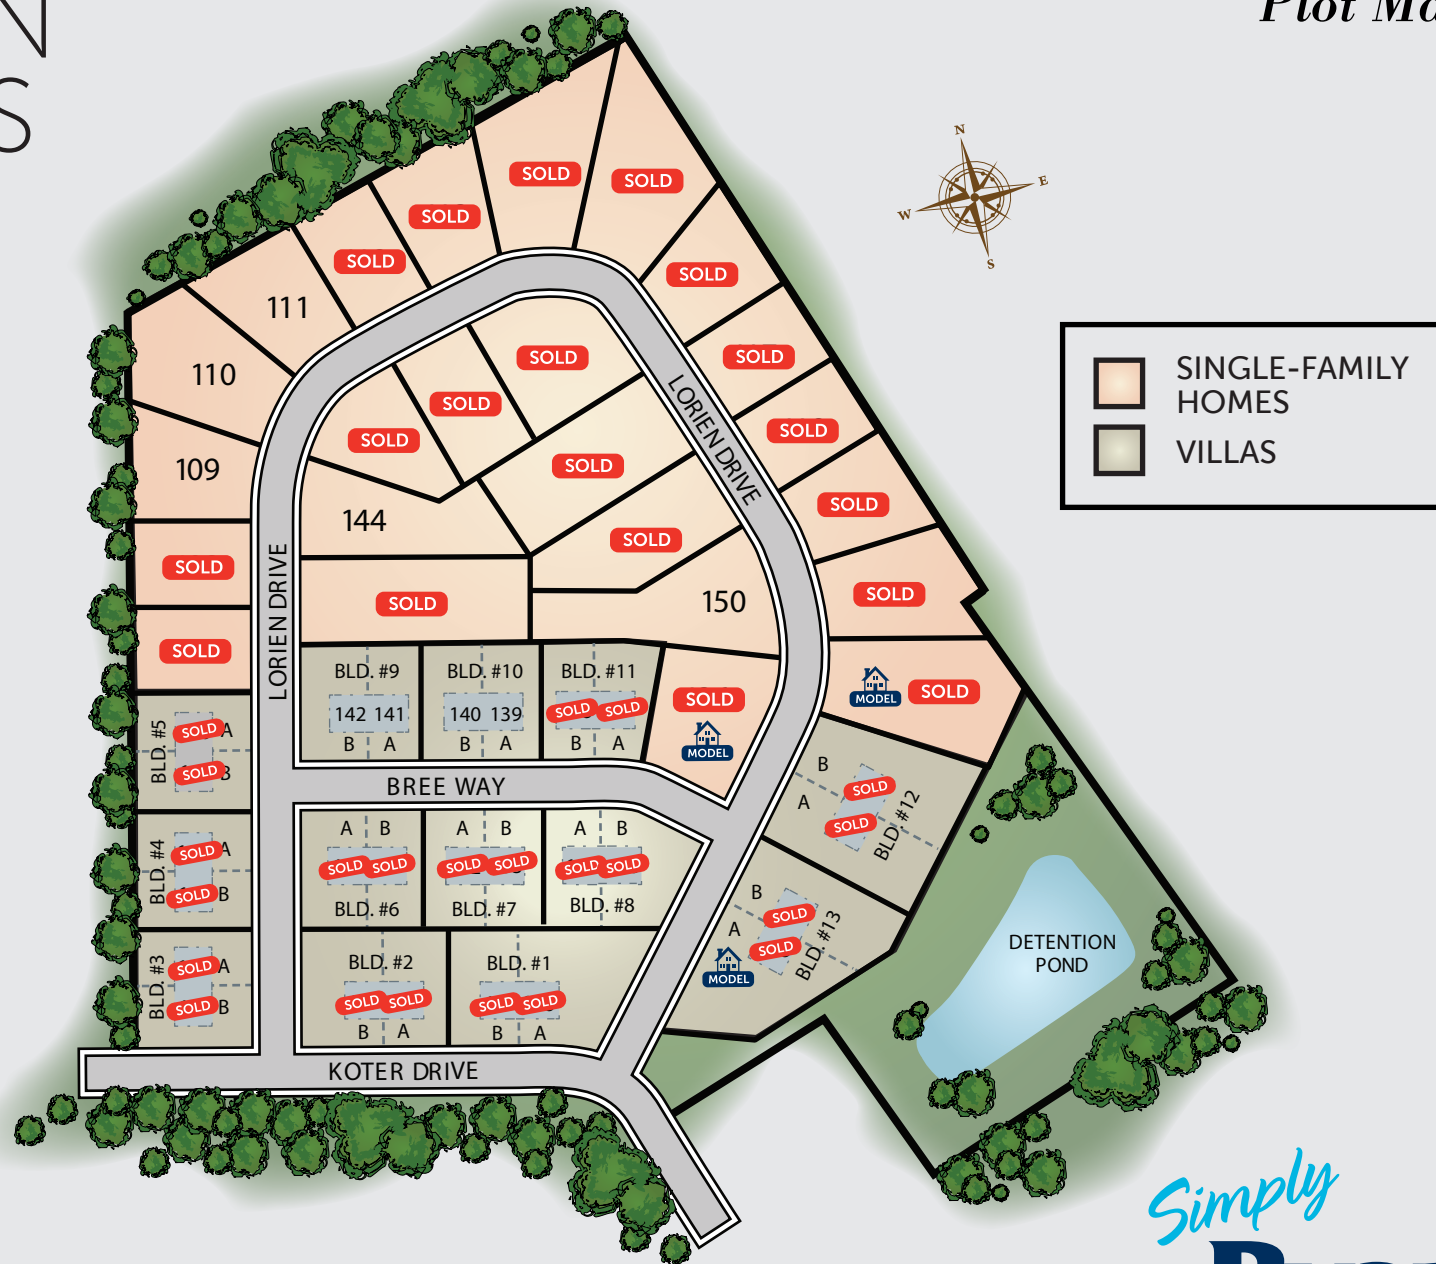 N
S
Plot Ma
N
E
W
S
SINGLE-FAMILY
HOMES
VILLAS
SOLD
SOLD
SOLD
SOLD
SOLD
111
110
109
SOLD
SOLD
SOLD
SOLD
SOLD
SOLD
SOLD
MODEL
SOLD
SOLD
SOLD
SOLD
SOLD
SOLD
144
150
SOLD
SOLD
MODEL
LORIEN DRIVE
LORIEN DRIVE
BLD. #9
142 141
B A
BLD. #10
140 139
B A
BLD. #11
SOLD SOLD
B A
BREE WAY
BLD. #5
SOLD A
SOLD B
BLD. #4
SOLD A
SOLD B
BLD. #3
SOLD A
SOLD B
A B
SOLD SOLD
BLD. #6
A B
SOLD SOLD
BLD. #7
A B
SOLD SOLD
BLD. #8
BLD. #2
SOLD SOLD
B A
BLD. #1
SOLD SOLD
B A
B
SOLD
A
SOLD
BLD. #12
B
SOLD
A
SOLD
BLD. #13
MODEL
KOTER DRIVE
DETENTION
POND
Simply